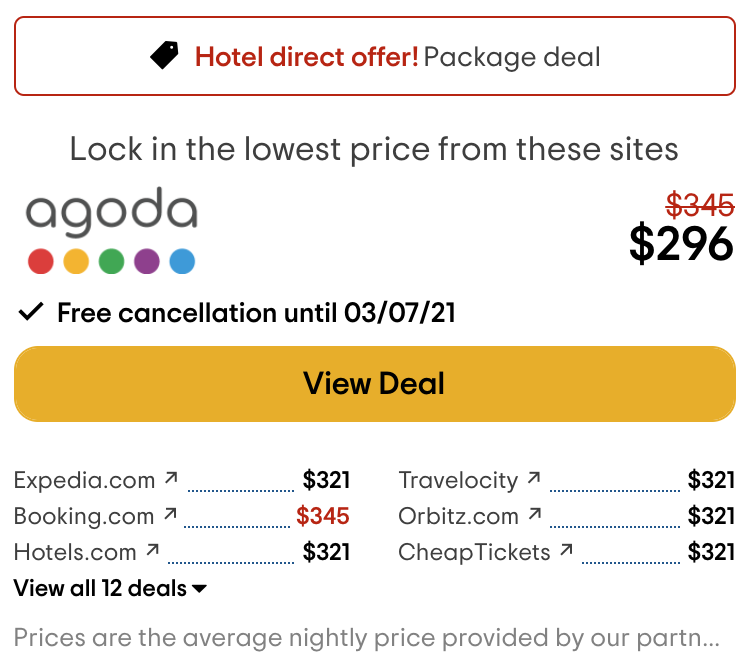 Hotel direct offer! Package deal
Lock in the lowest price from these sites
agoda
$345
$296
Free cancellation until 03/07/21
View Deal
Expedia.com $321
Travelocity $321
Booking.com $345
Orbitz.com $321
Hotels.com $321
CheapTickets $321
View all 12 deals
Prices are the average nightly price provided by our partn...